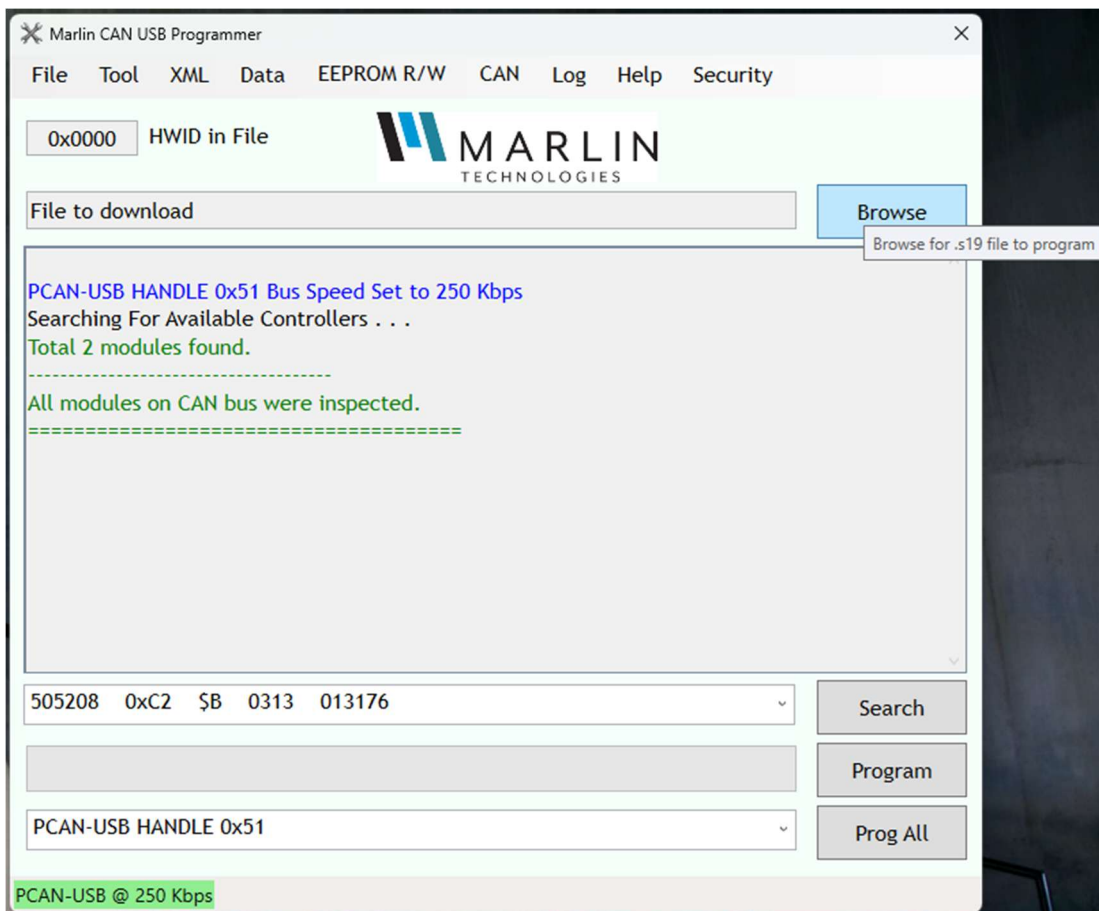 Marlin CAN USB Programmer
File Tool XML Data EEPROM R/W CAN Log Help Security
0x0000 HWID in File
MARLIN
TECHNOLOGIES
File to download
Browse
Browse for .s19 file to program
PCAN-USB HANDLE 0x51 Bus Speed Set to 250 Kbps
Searching For Available Controllers . . .
Total 2 modules found.
-------------------------------------
All modules on CAN bus were inspected.
======================================
505208 0xC2 $B 0313 013176
Search
Program
PCAN-USB HANDLE 0x51
Prog All
PCAN-USB @ 250 Kbps